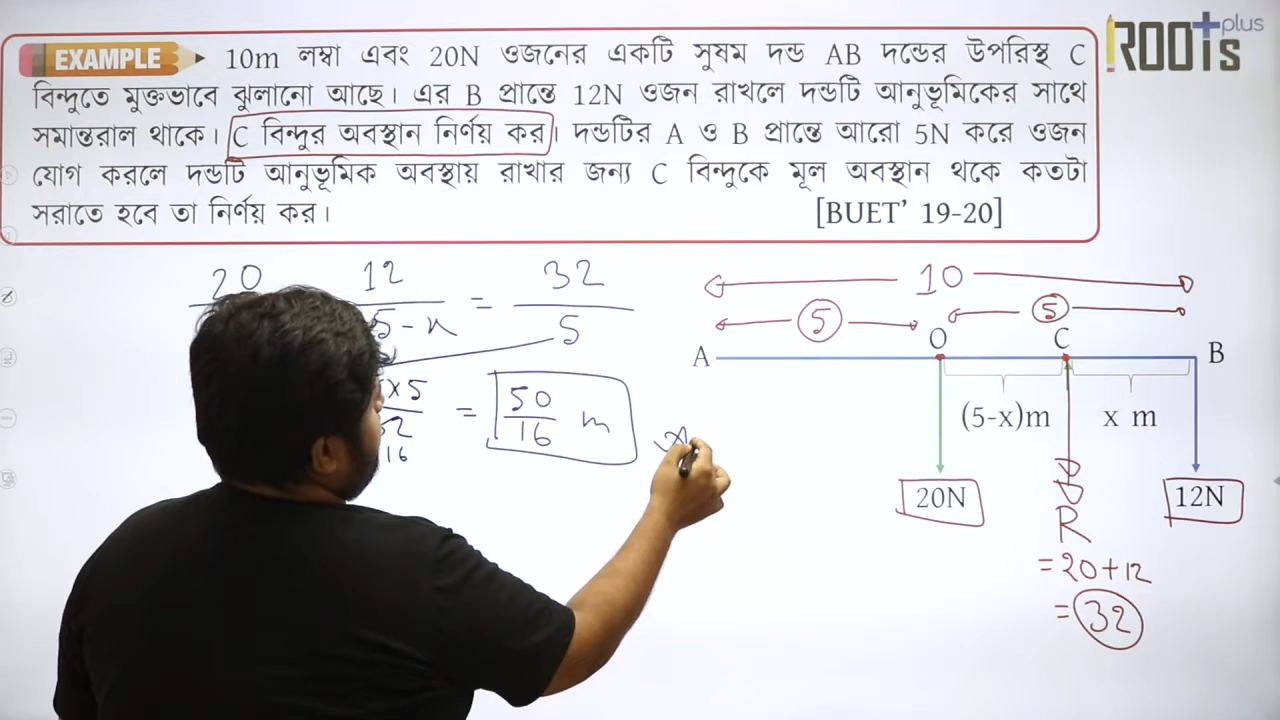 ROOTs plus
EXAMPLE 10m লম্বা এবং 20N ওজনের একটি সুষম দন্ড AB দন্ডের উপরিস্থ C
বিন্দুতে মুক্তভাবে ঝুলানো আছে। এর B প্রান্তে 12N ওজন রাখলে দন্ডটি আনুভূমিকের সাথে
সমান্তরাল থাকে। C বিন্দুর অবস্থান নির্ণয় কর। দন্ডটির A ও B প্রান্তে আরো 5N করে ওজন
যোগ করলে দন্ডটি আনুভূমিক অবস্থায় রাখার জন্য C বিন্দুকে মূল অবস্থান থেকে কতটা
সরাতে হবে তা নির্ণয় কর।
[BUET' 19-20]
20 12 = 32
5-x 5
×5 = 50 m
16 16
10
5 5
A O C B
(5-x)m x m
20N 12N
R
= 20+12
= 32